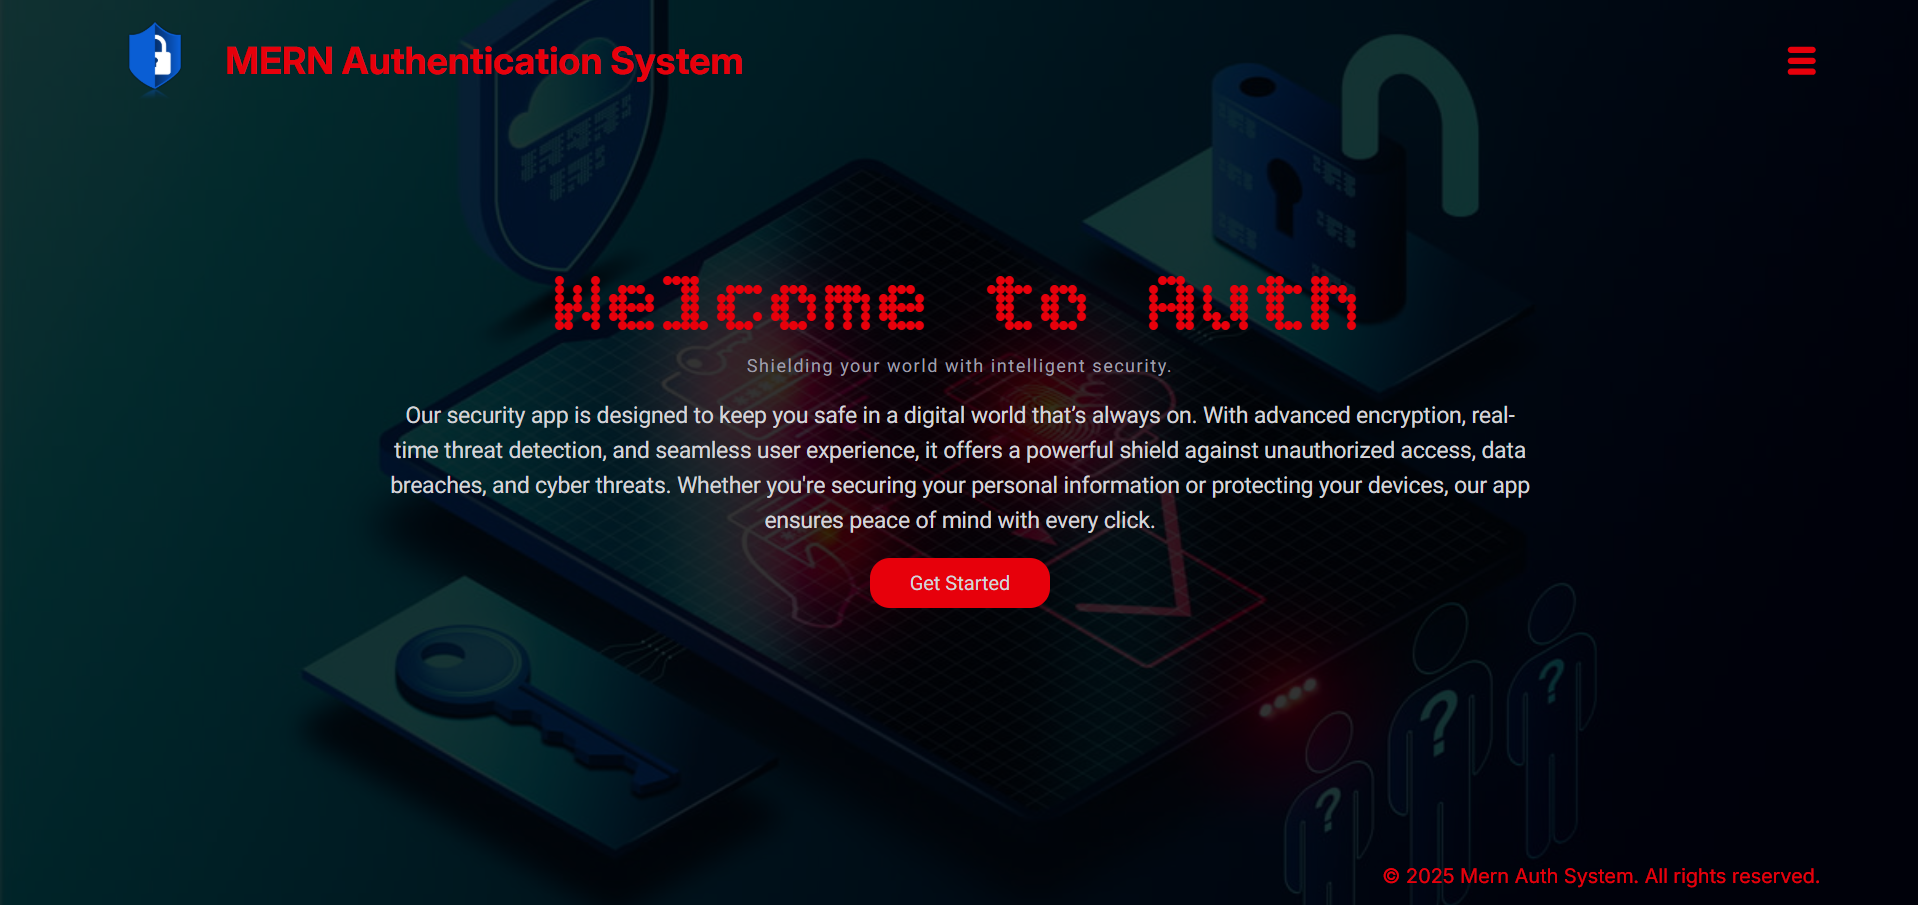 MERN Authentication System
Welcome to Auth
Shielding your world with intelligent security.
Our security app is designed to keep you safe in a digital world that’s always on. With advanced encryption, real-
time threat detection, and seamless user experience, it offers a powerful shield against unauthorized access, data
breaches, and cyber threats. Whether you're securing your personal information or protecting your devices, our app
ensures peace of mind with every click.
Get Started
? ? ?
© 2025 Mern Auth System. All rights reserved.